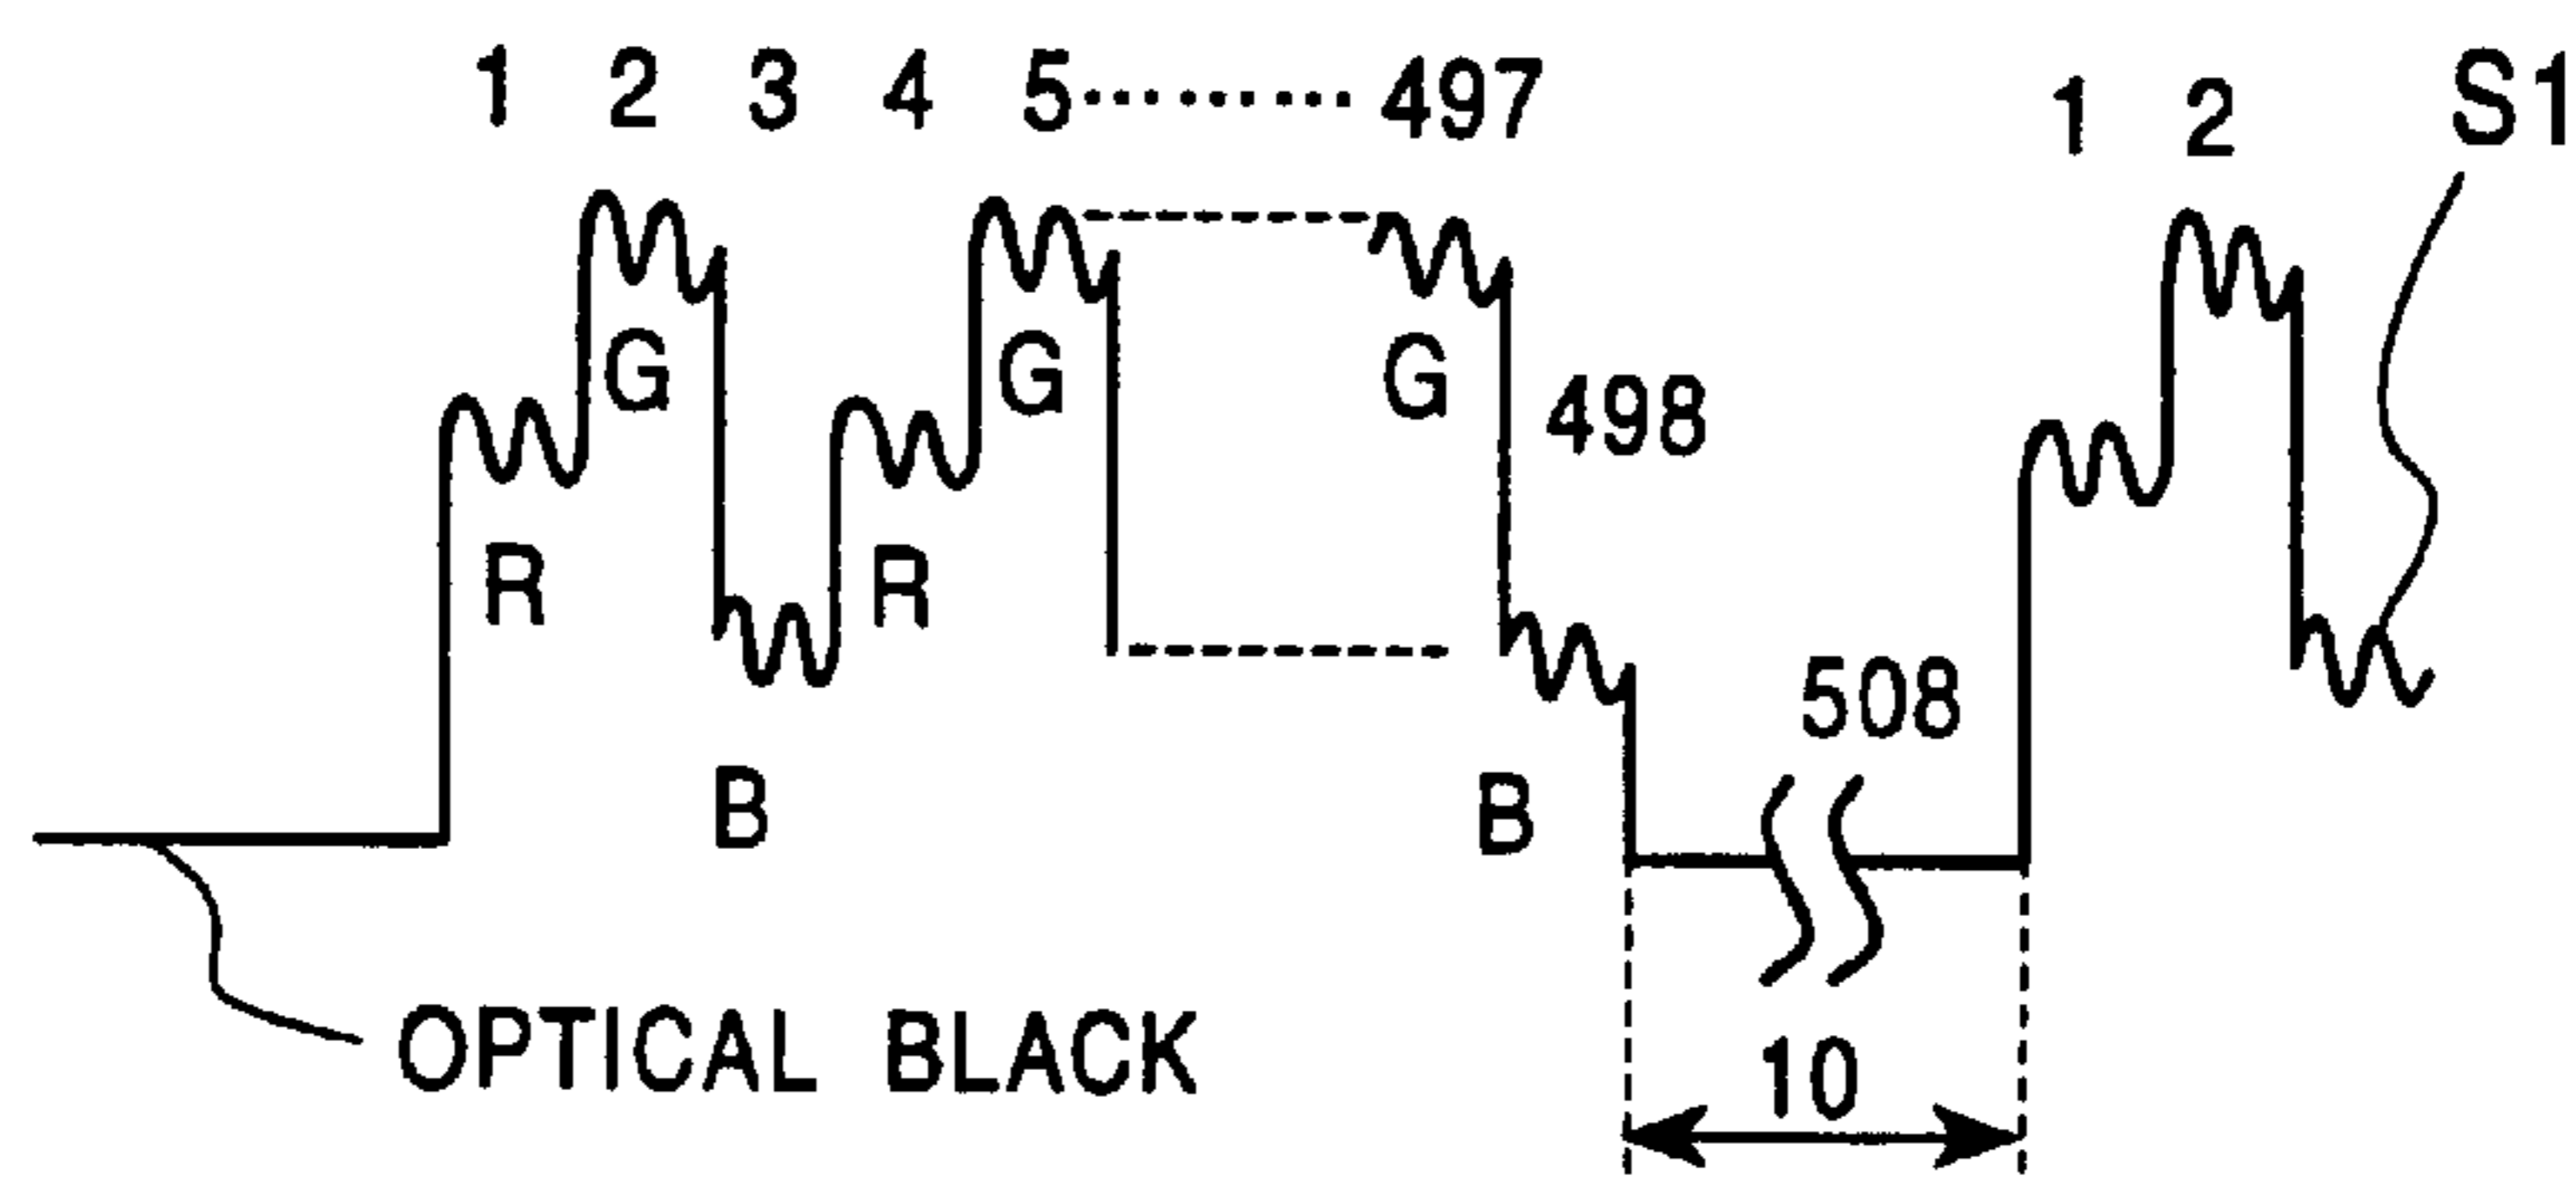 1 2 3 4 5 ......... 497
1 2
S1
G G G
498
R R
508
B B
OPTICAL BLACK
10